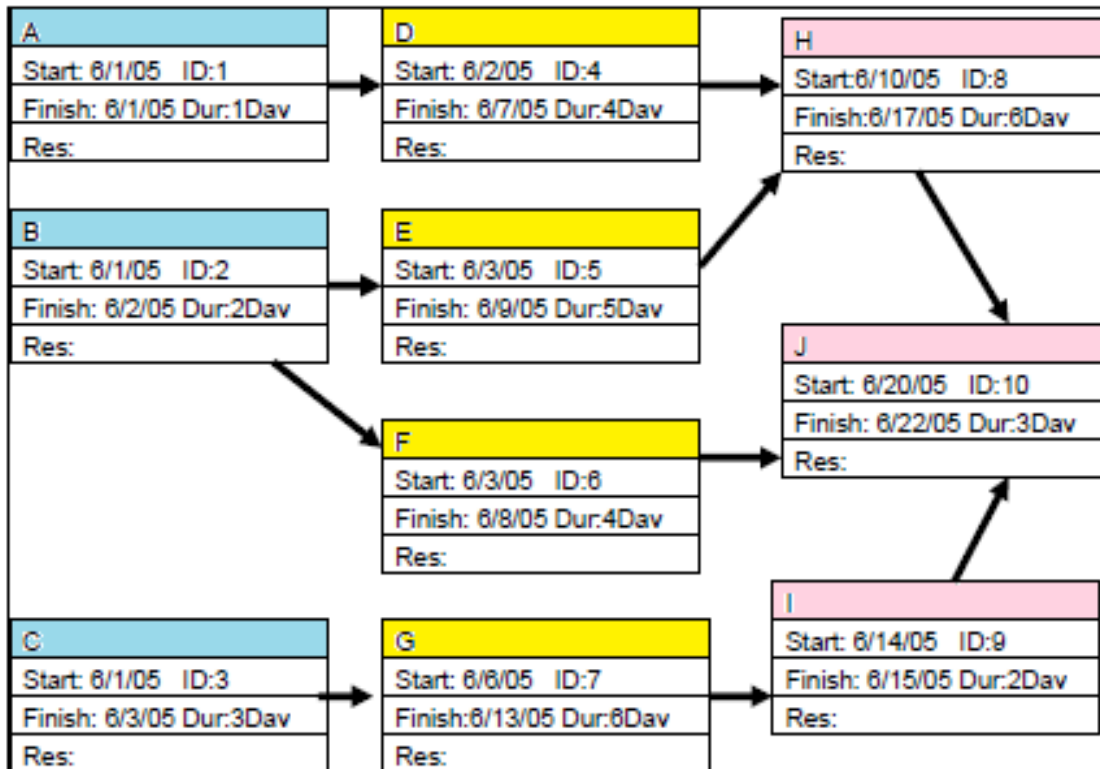 A
Start: 6/1/05 ID:1
Finish: 6/1/05 Dur:1Dav
Res:
D
Start: 6/2/05 ID:4
Finish: 6/7/05 Dur:4Dav
Res:
H
Start:6/10/05 ID:8
Finish:6/17/05 Dur:6Dav
Res:
B
Start: 6/1/05 ID:2
Finish: 6/2/05 Dur:2Dav
Res:
E
Start: 6/3/05 ID:5
Finish: 6/9/05 Dur:5Dav
Res:
J
Start: 6/20/05 ID:10
Finish: 6/22/05 Dur:3Dav
Res:
F
Start: 6/3/05 ID:6
Finish: 6/8/05 Dur:4Dav
Res:
C
Start: 6/1/05 ID:3
Finish: 6/3/05 Dur:3Dav
Res:
G
Start: 6/6/05 ID:7
Finish:6/13/05 Dur:6Dav
Res:
I
Start: 6/14/05 ID:9
Finish: 6/15/05 Dur:2Dav
Res: